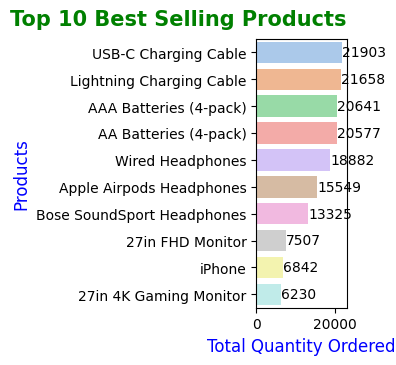 Top 10 Best Selling Products
Products
USB-C Charging Cable 21903
Lightning Charging Cable 21658
AAA Batteries (4-pack) 20641
AA Batteries (4-pack) 20577
Wired Headphones 18882
Apple Airpods Headphones 15549
Bose SoundSport Headphones 13325
27in FHD Monitor 7507
iPhone 6842
27in 4K Gaming Monitor 6230
0 20000
Total Quantity Ordered